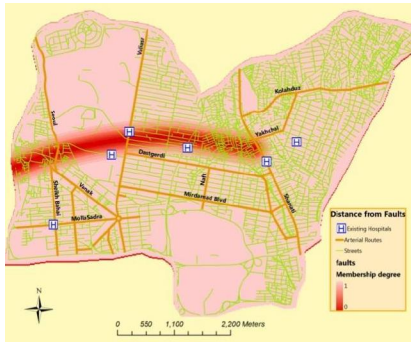 Valiasr
Kolahduz
Yakhchal
Seoul
Dastgerdi
Naft
Mirdamad Blvd
Vanak
Sheikh Bahai
MollaSadra
Shariati
H
H
H
H
H
H
N
0 550 1,100 2,200 Meters
Distance from Faults
H Existing Hospitals
Arterial Routes
Streets
faults
Membership degree
1
0